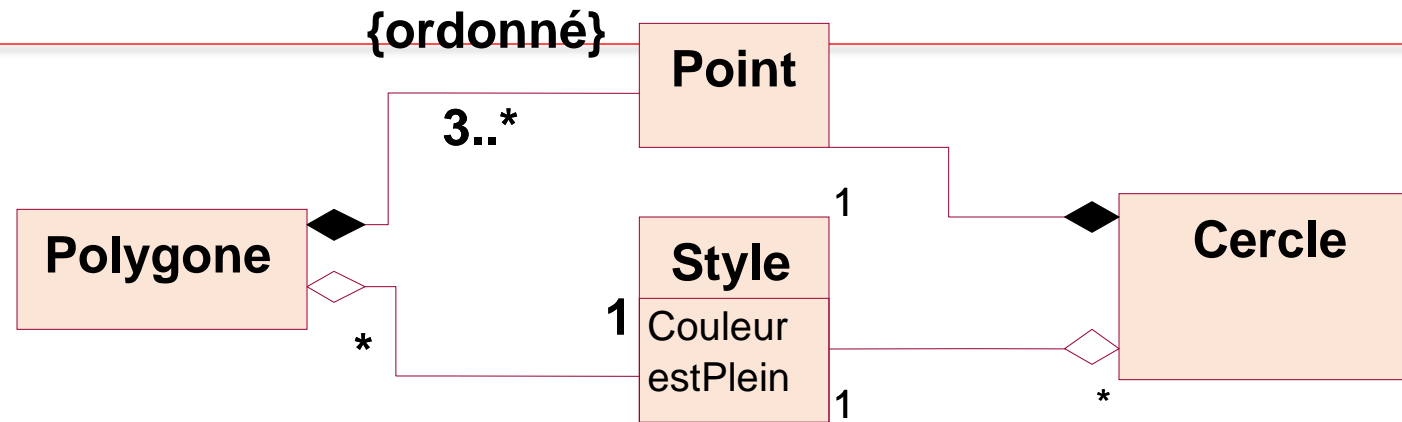 {ordonné}
Point
3..*
1
Polygone
Style
Cercle
1
Couleur
*
estPlein
1
*